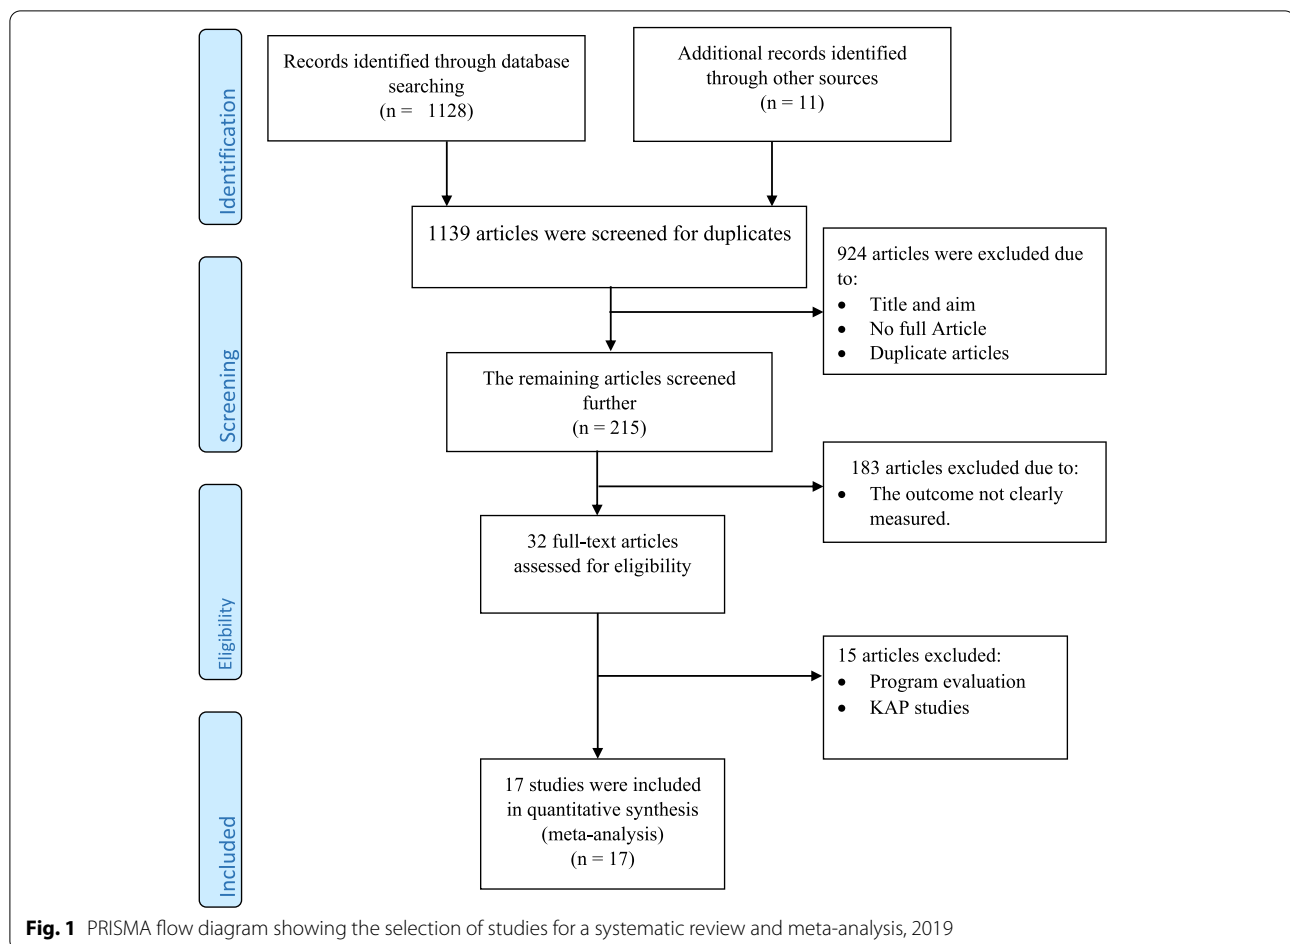 Identification
Records identified through database
searching
(n = 1128)
Additional records identified
through other sources
(n = 11)
1139 articles were screened for duplicates
924 articles were excluded due
to:
• Title and aim
• No full Article
• Duplicate articles
Screening
The remaining articles screened
further
(n = 215)
183 articles excluded due to:
• The outcome not clearly
measured.
Eligibility
32 full-text articles
assessed for eligibility
15 articles excluded:
• Program evaluation
• KAP studies
Included
17 studies were included
in quantitative synthesis
(meta-analysis)
(n = 17)
Fig. 1 PRISMA flow diagram showing the selection of studies for a systematic review and meta-analysis, 2019